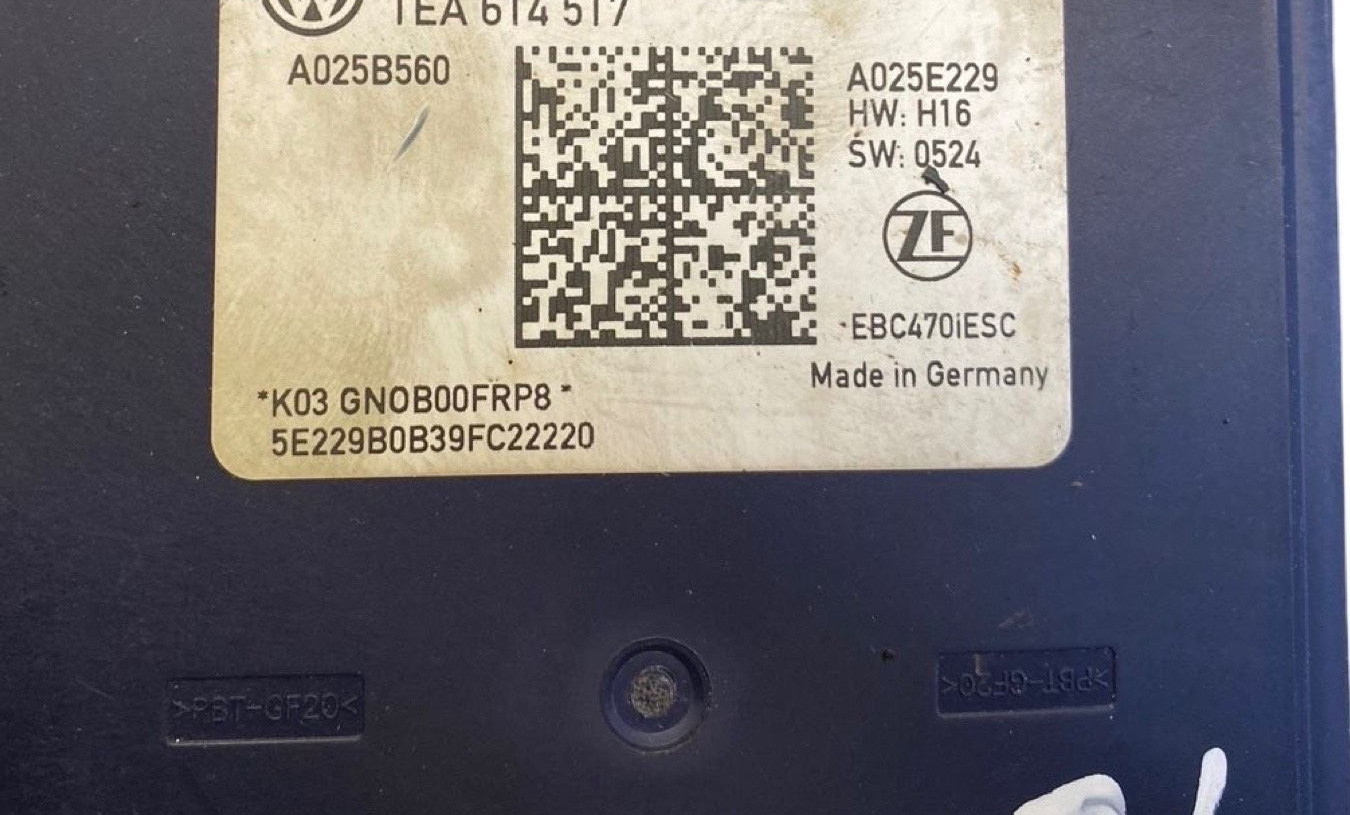 1EA 614 517
A025B560
A025E229
HW: H16
SW: 0524
ZF
EBC470iESC
Made in Germany
*K03 GNOB00FRP8 *
5E229B0B39FC22220
>PBT-GF20<
>PBT-GF20<